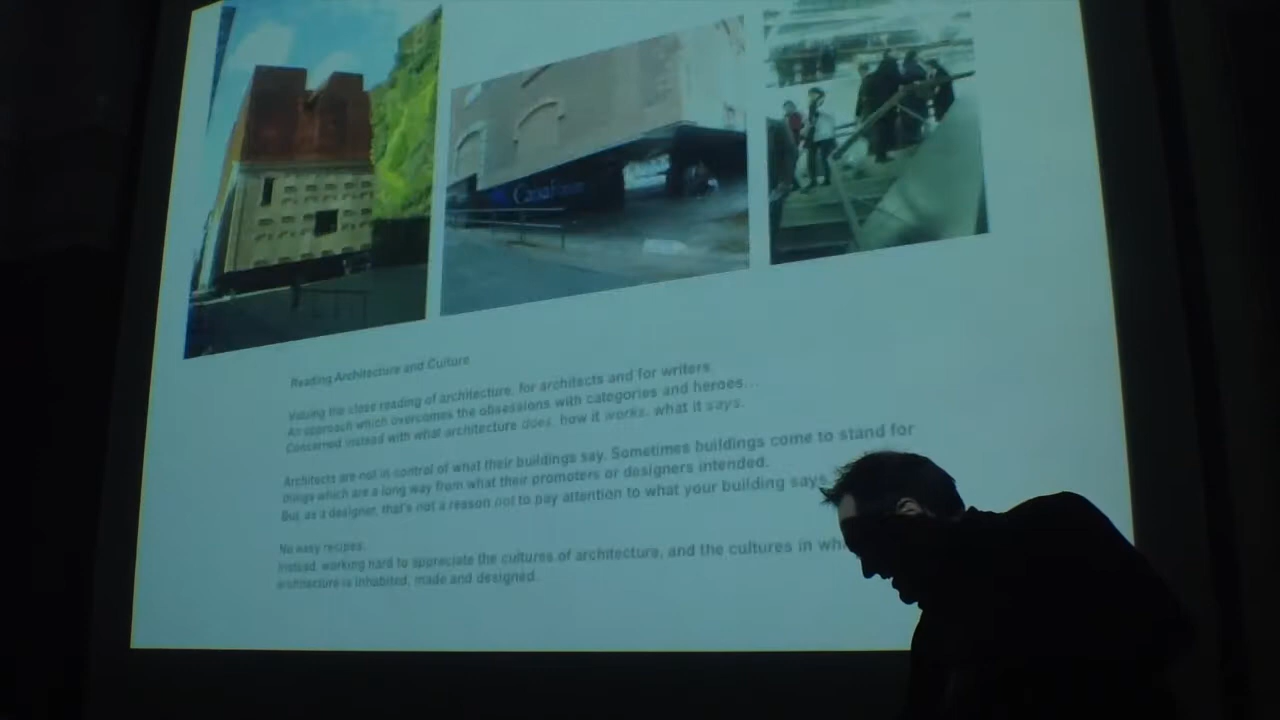 CaixaForum
Reading Architecture and Culture
Valuing the close reading of architecture, for architects and for writers.
An approach which overcomes the obsessions with categories and heroes...
Concerned instead with what architecture does, how it works, what it says.
Architects are not in control of what their buildings say. Sometimes buildings come to stand for
things which are a long way from what their promoters or designers intended.
But, as a designer, that's not a reason not to pay attention to what your building says
No easy recipes.
Instead, working hard to appreciate the cultures of architecture, and the cultures in
architecture is inhabited, made and designed.